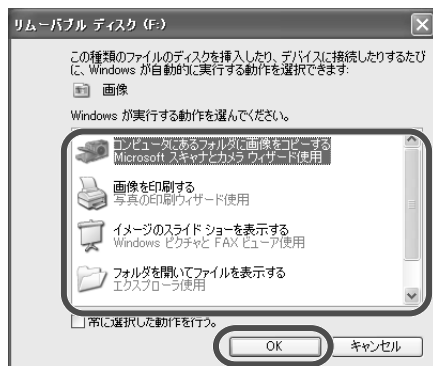 リムーバブル ディスク (F:)
この種類のファイルのディスクを挿入したり、デバイスに接続したりするたび
に、Windows が自動的に実行する動作を選択できます:
画像
Windows が実行する動作を選んでください。
コンピュータにあるフォルダに画像をコピーする
Microsoft スキャナとカメラ ウィザード使用
画像を印刷する
写真の印刷ウィザード使用
イメージのスライド ショーを表示する
Windows ピクチャと FAX ビューア使用
フォルダを開いてファイルを表示する
エクスプローラ使用
常に選択した動作を行う。
OK
キャンセル